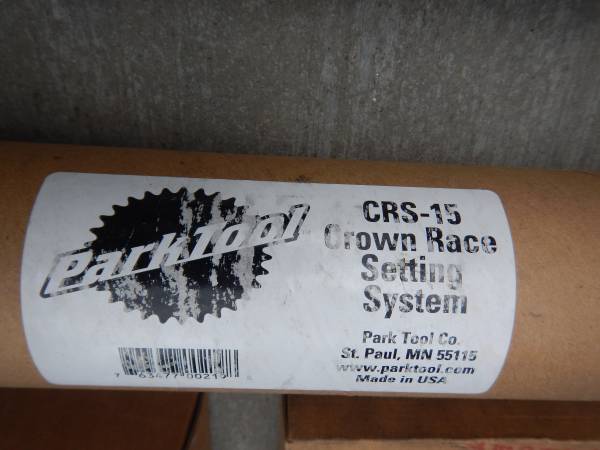 ParkTool
CRS-15
Crown Race
Setting
System
Park Tool Co.
St. Paul, MN 55115
www.parktool.com
Made in USA